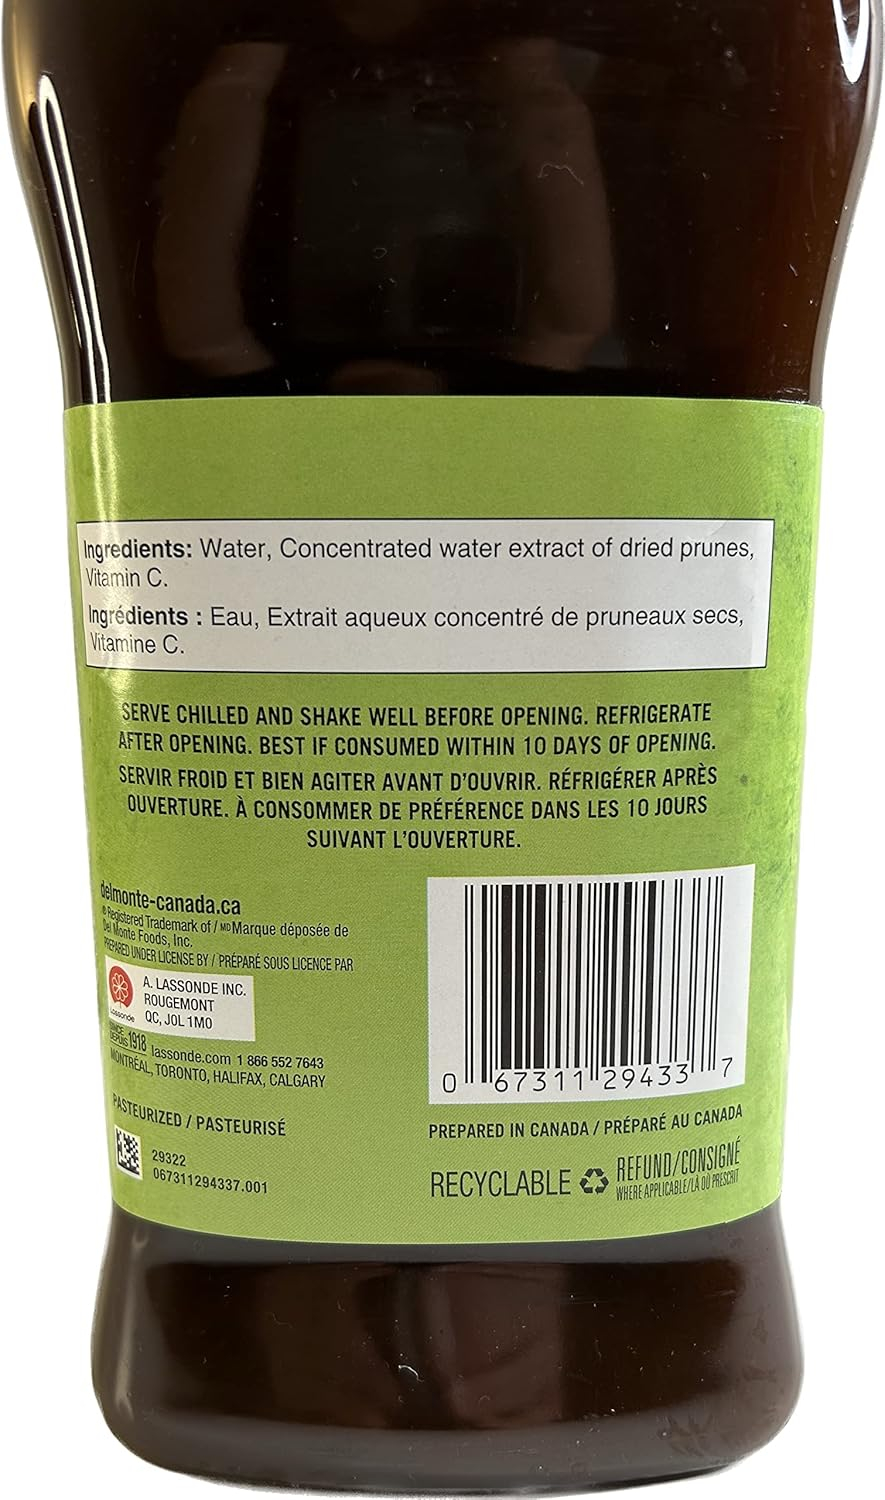 Ingredients: Water, Concentrated water extract of dried prunes,
Vitamin C.
Ingrédients : Eau, Extrait aqueux concentré de pruneaux secs,
Vitamine C.
SERVE CHILLED AND SHAKE WELL BEFORE OPENING. REFRIGERATE
AFTER OPENING. BEST IF CONSUMED WITHIN 10 DAYS OF OPENING.
SERVIR FROID ET BIEN AGITER AVANT D'OUVRIR. RÉFRIGÉRER APRÈS
OUVERTURE. À CONSOMMER DE PRÉFÉRENCE DANS LES 10 JOURS
SUIVANT L'OUVERTURE.
delmonte-canada.ca
® Registered Trademark of / MD Marque déposée de
Del Monte Foods, Inc.
PREPARED UNDER LICENSE BY / PRÉPARÉ SOUS LICENCE PAR
Lassonde
A. LASSONDE INC.
ROUGEMONT
QC, J0L 1M0
SINCE
DEPUIS 1918
lassonde.com 1 866 552 7643
MONTRÉAL, TORONTO, HALIFAX, CALGARY
PASTEURIZED / PASTEURISÉ
29322
067311294337.001
0 67311 29433 7
PREPARED IN CANADA / PRÉPARÉ AU CANADA
RECYCLABLE
REFUND/CONSIGNÉ
WHERE APPLICABLE/LÀ OÙ PRESCRIT